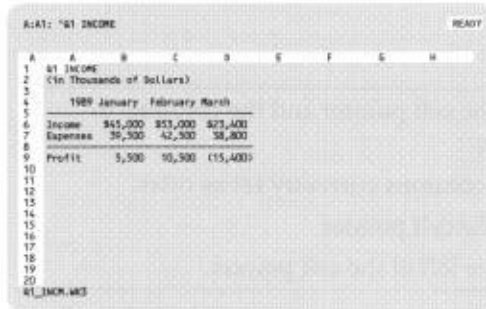 A:A1: 'Q1 INCOME READY
A A B C D E F G H
1 Q1 INCOME
2 (in Thousands of Dollars)
3
4 1989 January February March
5
6 Income $45,000 $53,000 $23,400
7 Expenses 39,500 42,500 38,800
8
9 Profit 5,500 10,500 (15,400)
10
11
12
13
14
15
16
17
18
19
20
Q1_INCM.WK3